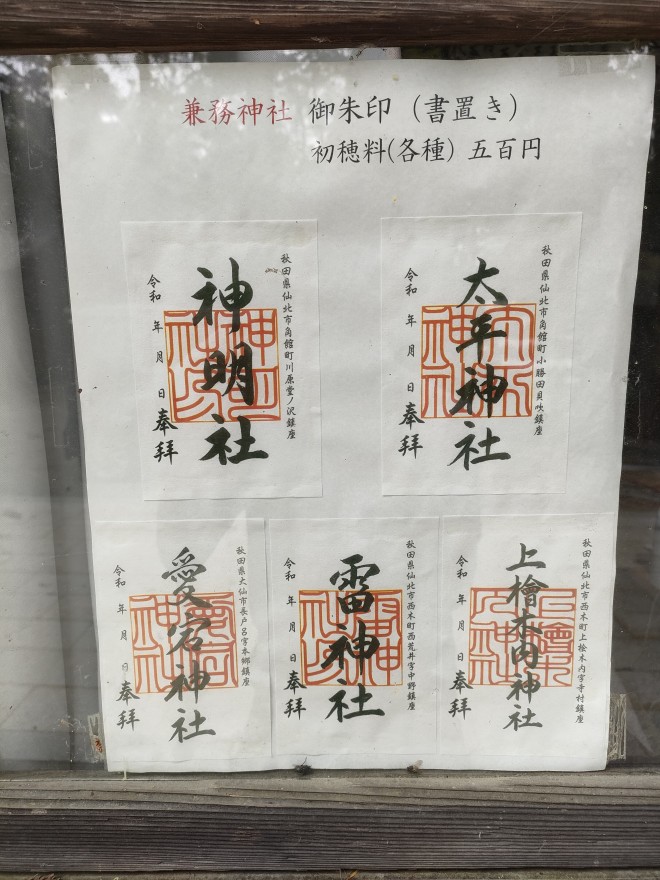 兼務神社 御朱印（書置き）
初穂料(各種) 五百円
秋田県仙北市角館町小勝田貝吹鎮座
太平神社
令和 年 月 日 奉拝
秋田県仙北市角館町川原堂ノ沢鎮座
神明社
令和 年 月 日 奉拝
秋田県仙北市西木町上桧木内字寺村鎮座
上檜木内神社
令和 年 月 日 奉拝
秋田県仙北市西木町西荒井字中野鎮座
雷神社
令和 年 月 日 奉拝
秋田県大仙市長戸呂字本郷鎮座
愛宕神社
令和 年 月 日 奉拝